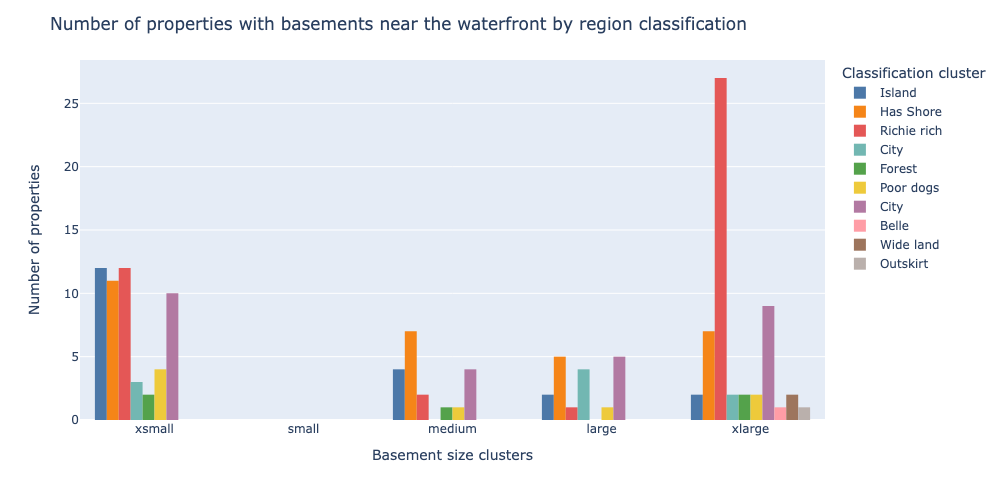 Number of properties with basements near the waterfront by region classification
Number of properties
25
20
15
10
5
0
xsmall
small
medium
large
xlarge
Basement size clusters
Classification cluster
Island
Has Shore
Richie rich
City
Forest
Poor dogs
City
Belle
Wide land
Outskirt